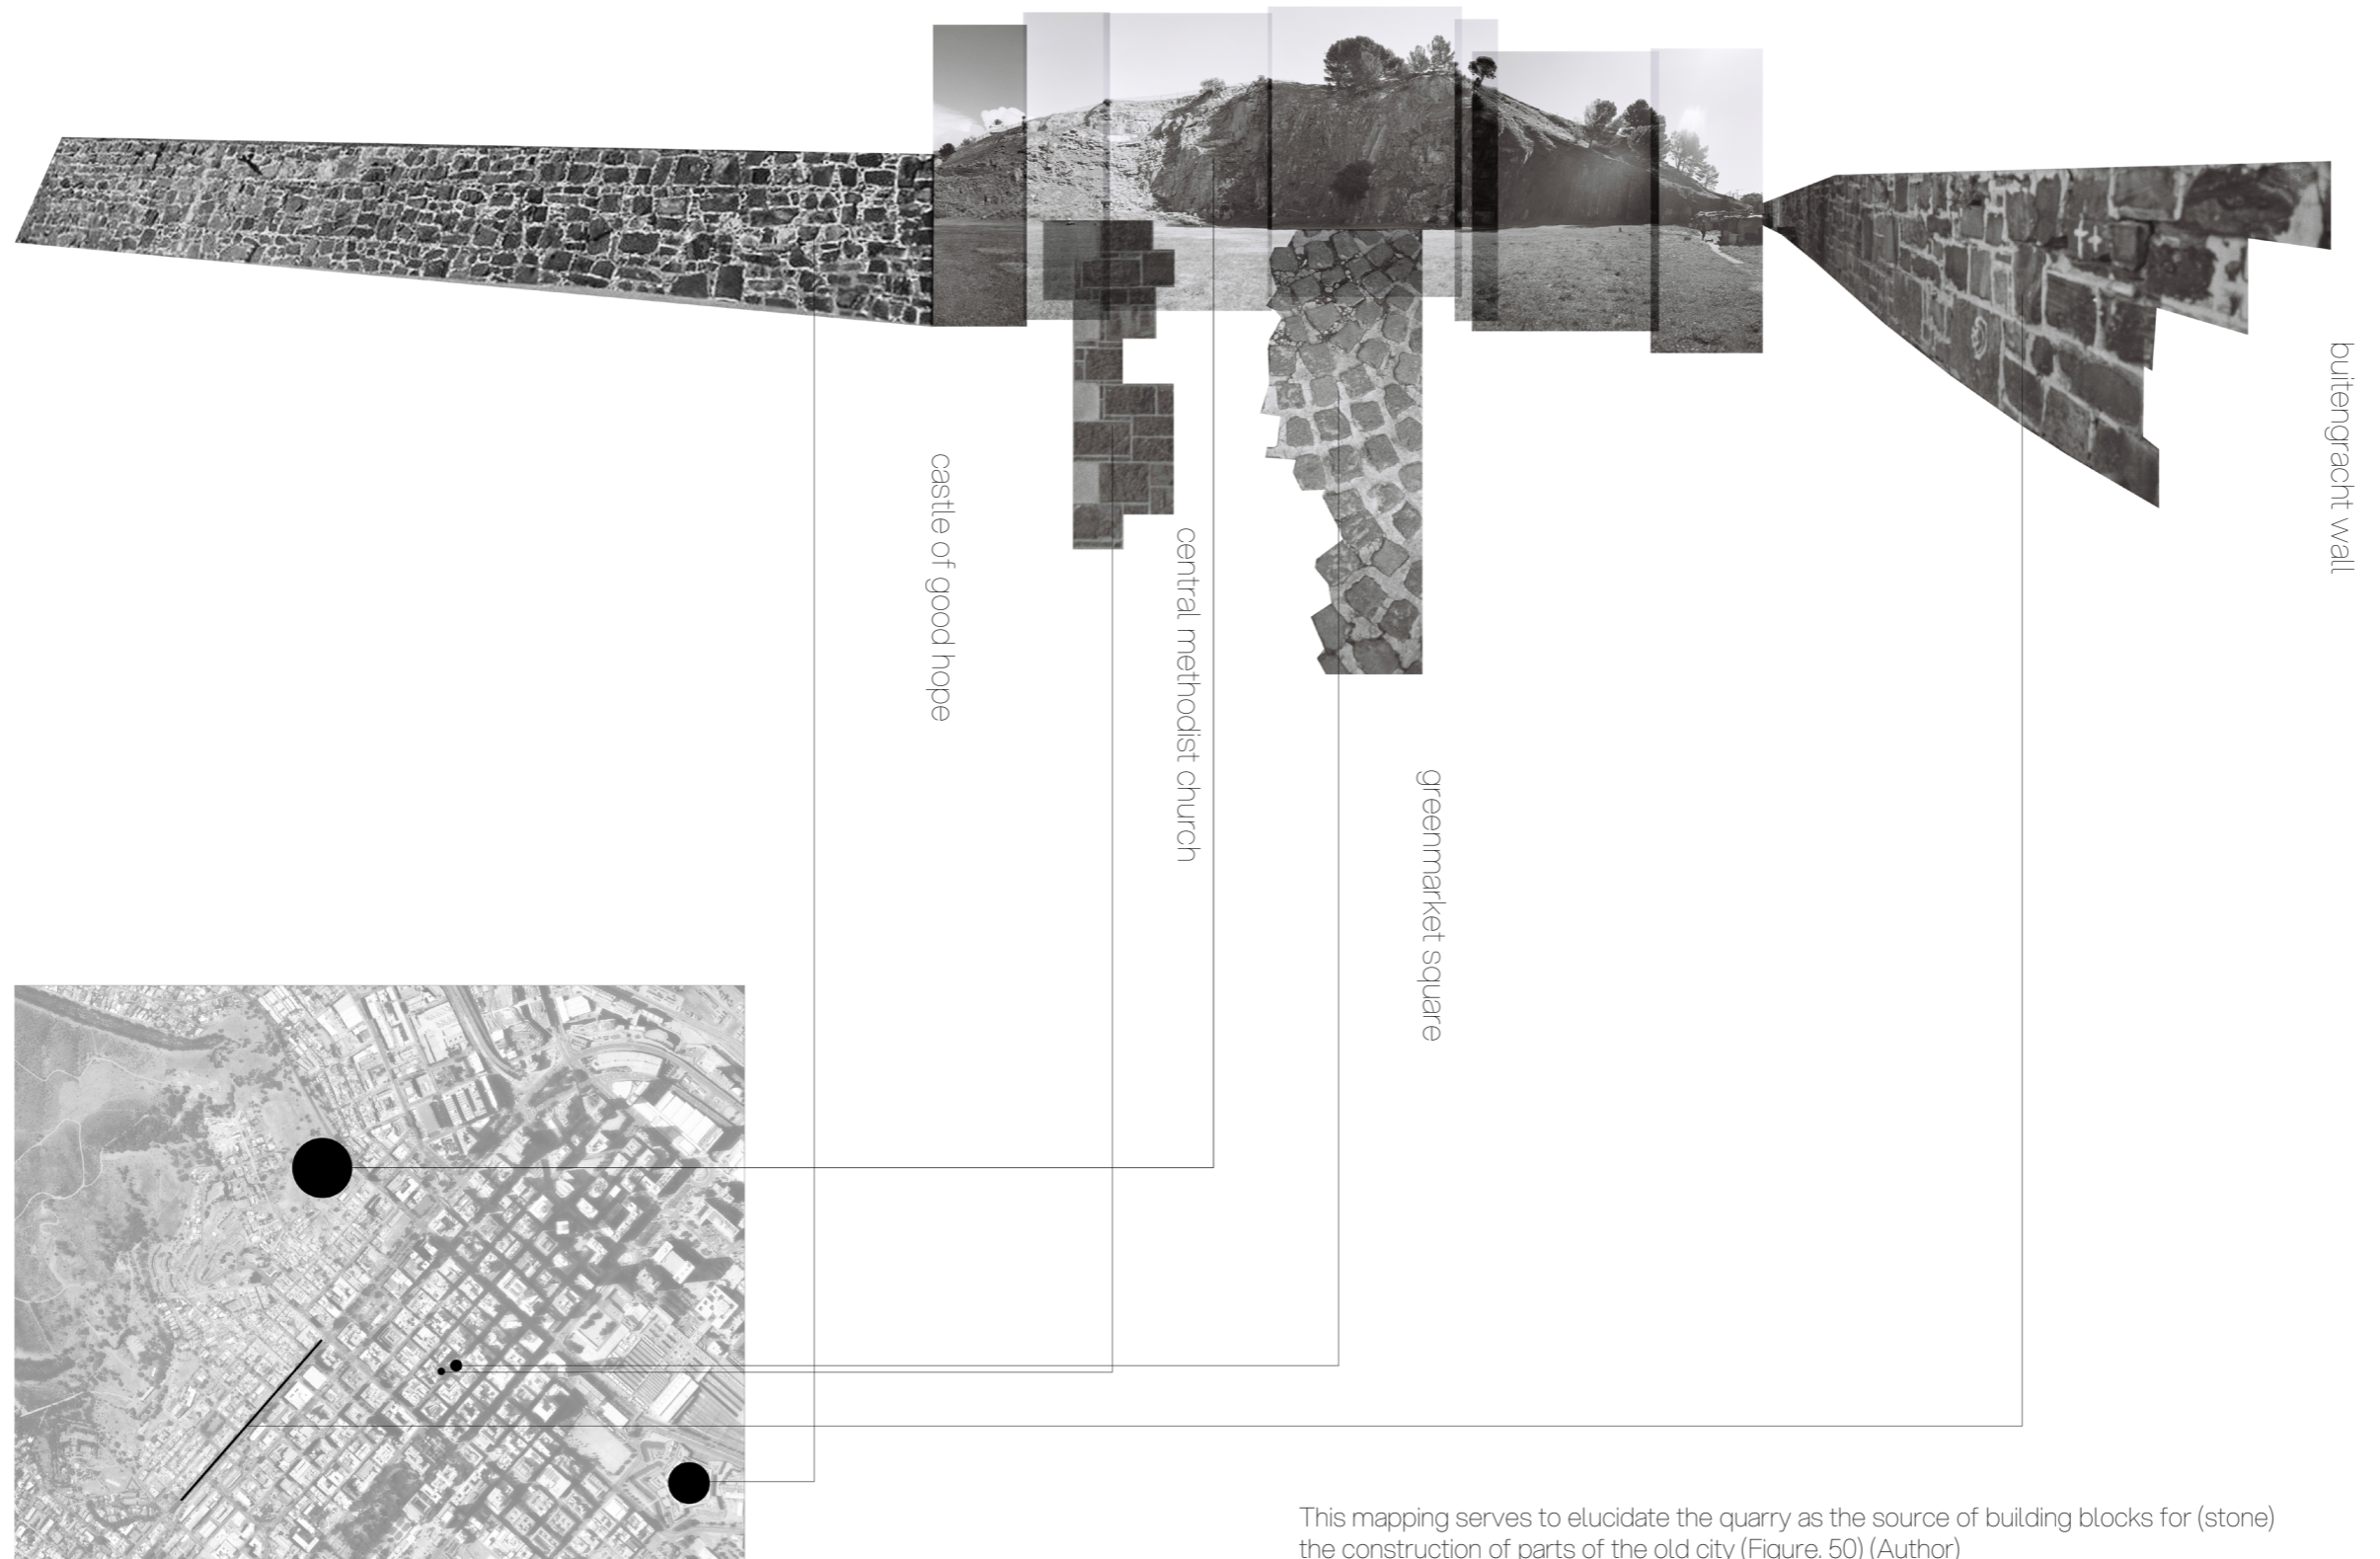 buitengracht wall
castle of good hope
central methodist church
greenmarket square
This mapping serves to elucidate the quarry as the source of building blocks for (stone)
the construction of parts of the old city (Figure. 50) (Author)